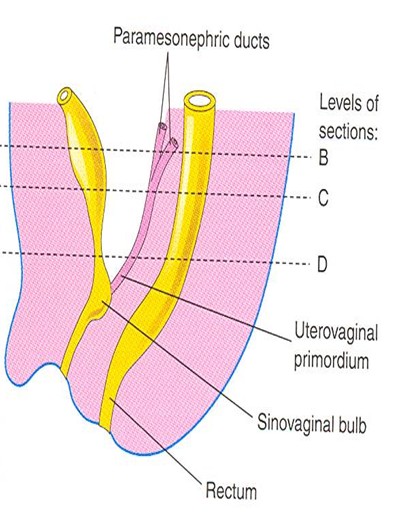 Paramesonephric ducts
Levels of
sections:
B
C
D
Uterovaginal
primordium
Sinovaginal bulb
Rectum